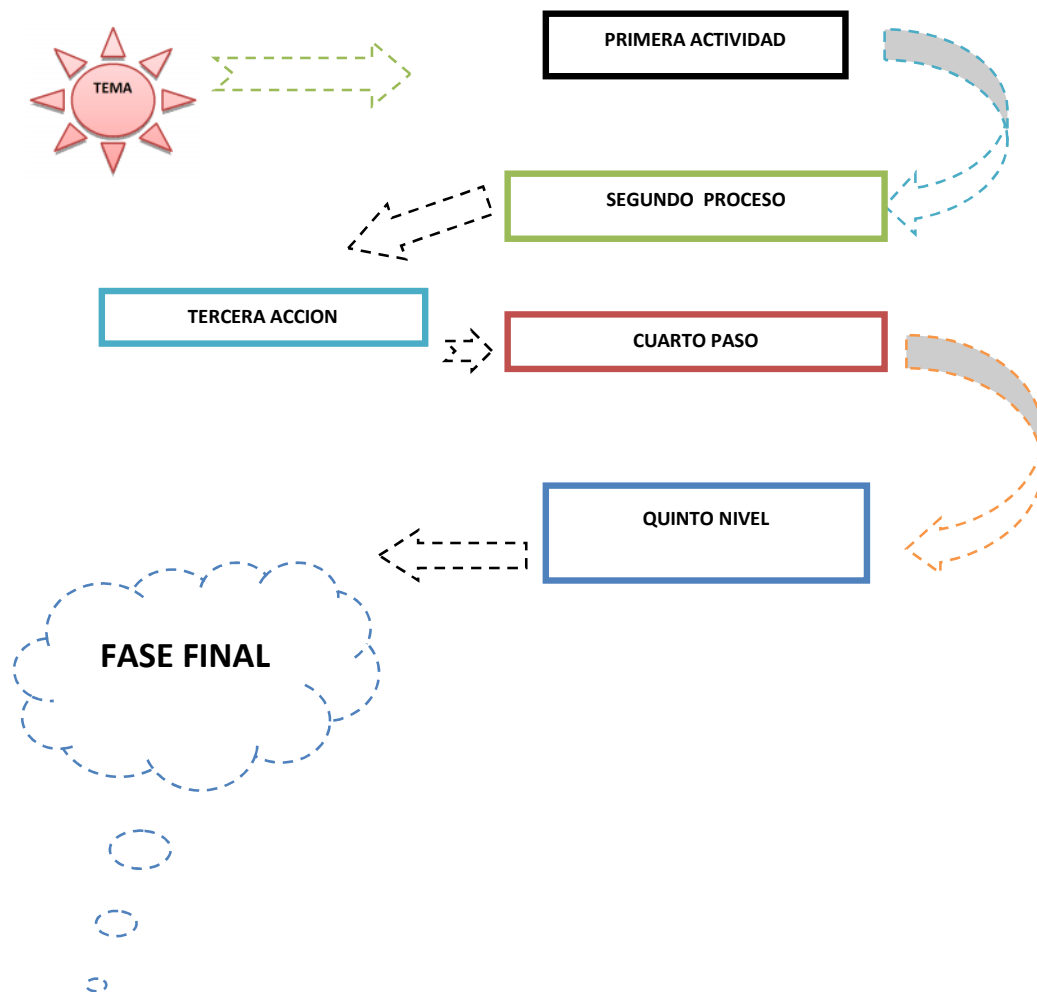 TEMA
PRIMERA ACTIVIDAD
SEGUNDO  PROCESO
TERCERA ACCION
CUARTO PASO
QUINTO NIVEL
FASE FINAL